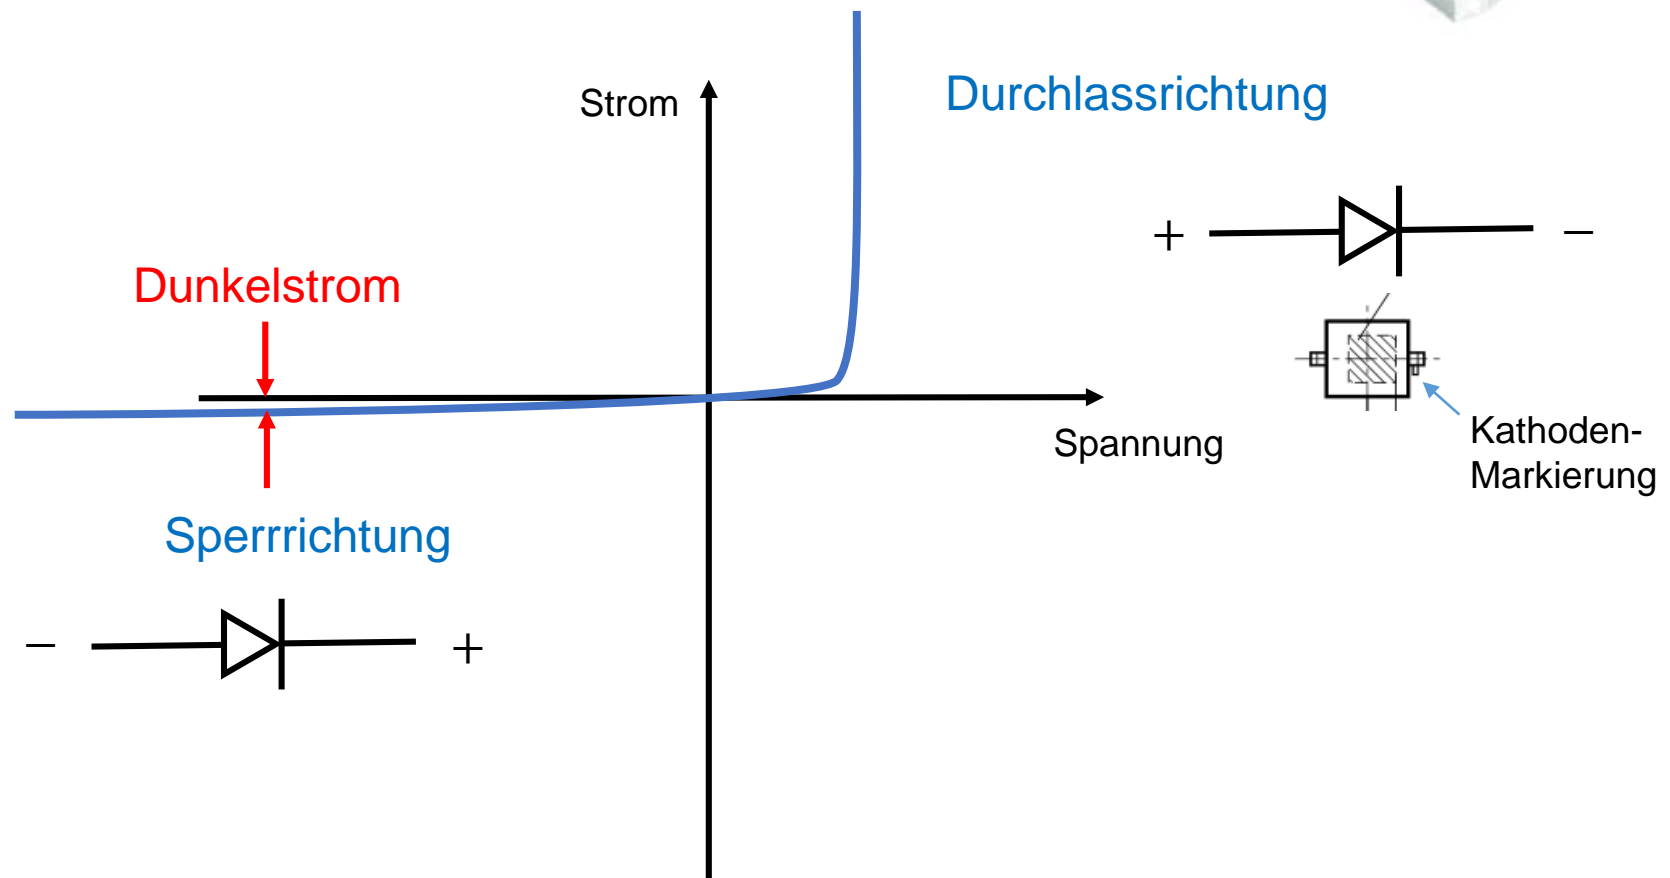 Strom
Durchlassrichtung
+ –
Dunkelstrom
Spannung
Kathoden-
Markierung
Sperrrichtung
– +